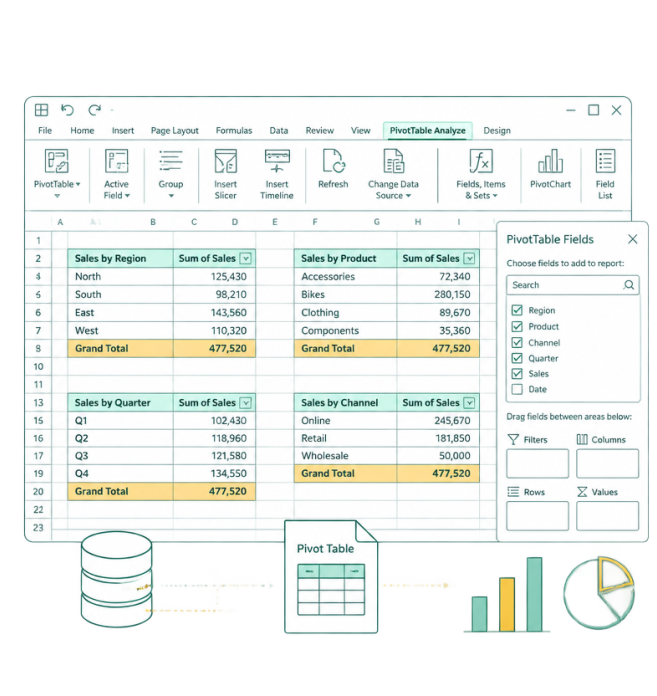 File Home Insert Page Layout Formulas Data Review View PivotTable Analyze Design
PivotTable Active Field Group Insert Slicer Insert Timeline Refresh Change Data Source Fields, Items & Sets PivotChart Field List
A B C D E F G H I
1
2 Sales by Region Sum of Sales Sales by Product Sum of Sales
4 North 125,430 Accessories 72,340
5 South 98,210 Bikes 280,150
6 East 143,560 Clothing 89,670
7 West 110,320 Components 35,360
8 Grand Total 477,520 Grand Total 477,520
10
11
13 Sales by Quarter Sum of Sales Sales by Channel Sum of Sales
15 Q1 102,430 Online 245,670
16 Q2 118,960 Retail 181,850
17 Q3 121,580 Wholesale 50,000
19 Q4 134,550 Grand Total 477,520
20 Grand Total 477,520
22
23
PivotTable Fields
Choose fields to add to report:
Search
Region
Product
Channel
Quarter
Sales
Date
Drag fields between areas below:
Filters Columns
Rows Values
Pivot Table